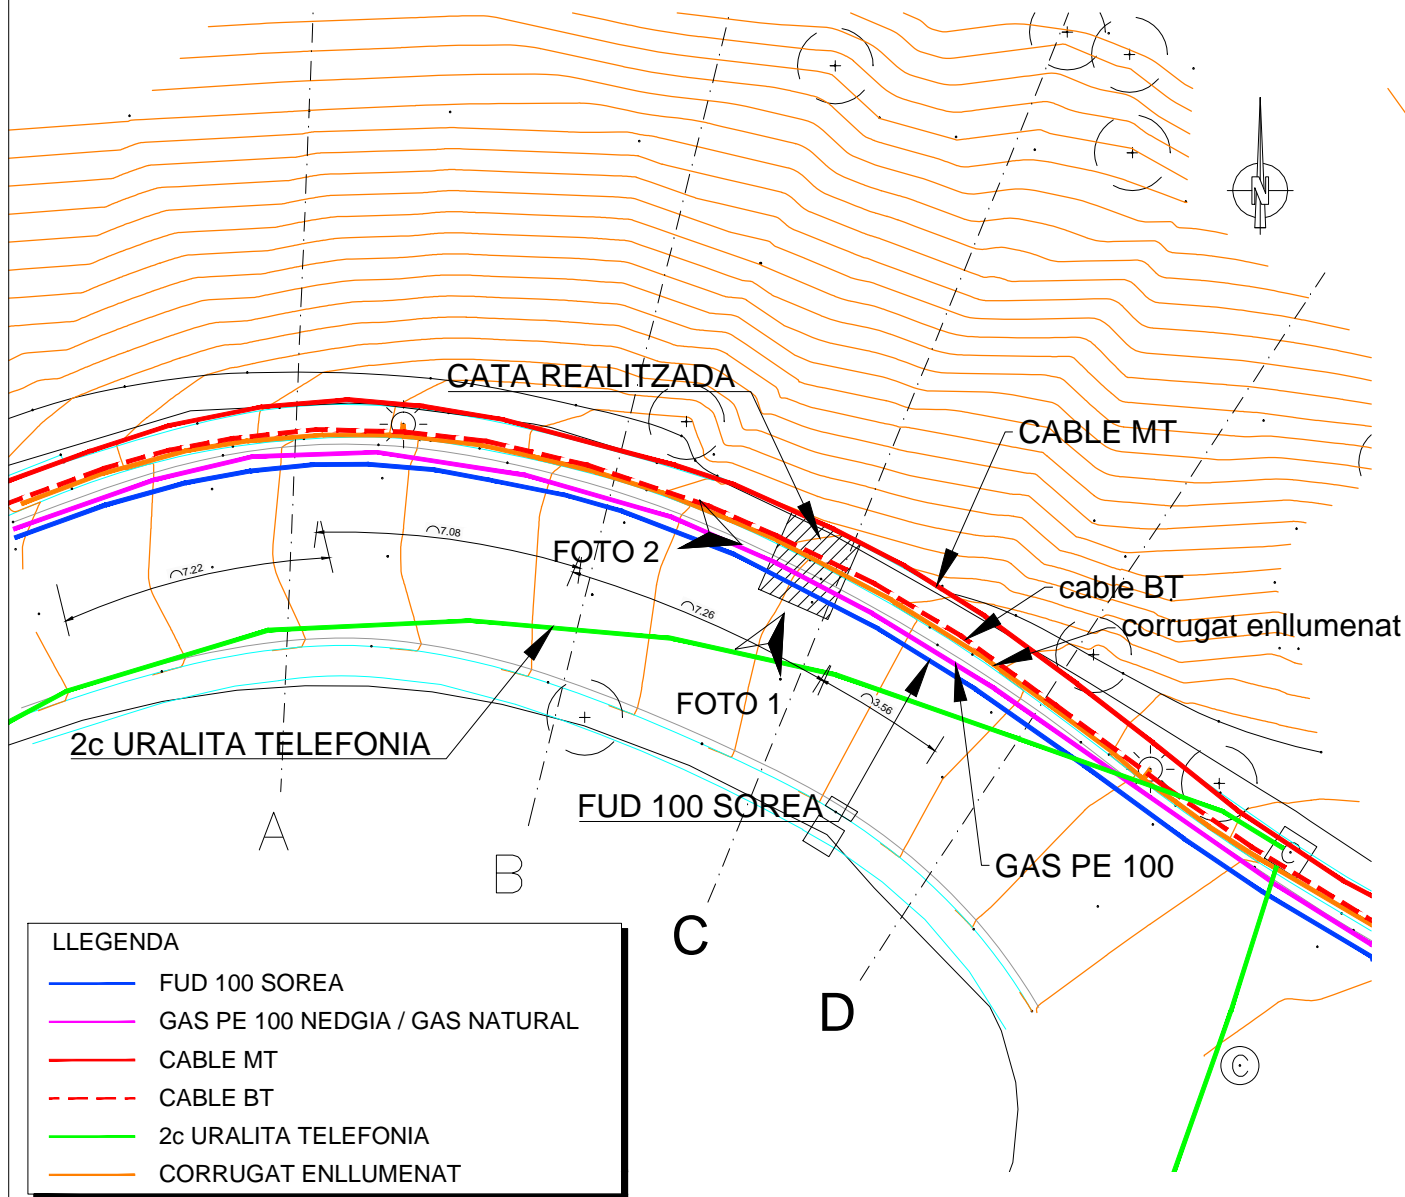 N
CATA REALITZADA
CABLE MT
7.08
FOTO 2
7.22
cable BT
7.26
corrugat enllumenat
FOTO 1
3.56
2c URALITA TELEFONIA
FUD 100 SOREA
A
B
GAS PE 100
C
C
D
C
LLEGENDA
FUD 100 SOREA
GAS PE 100 NEDGIA / GAS NATURAL
CABLE MT
CABLE BT
2c URALITA TELEFONIA
CORRUGAT ENLLUMENAT